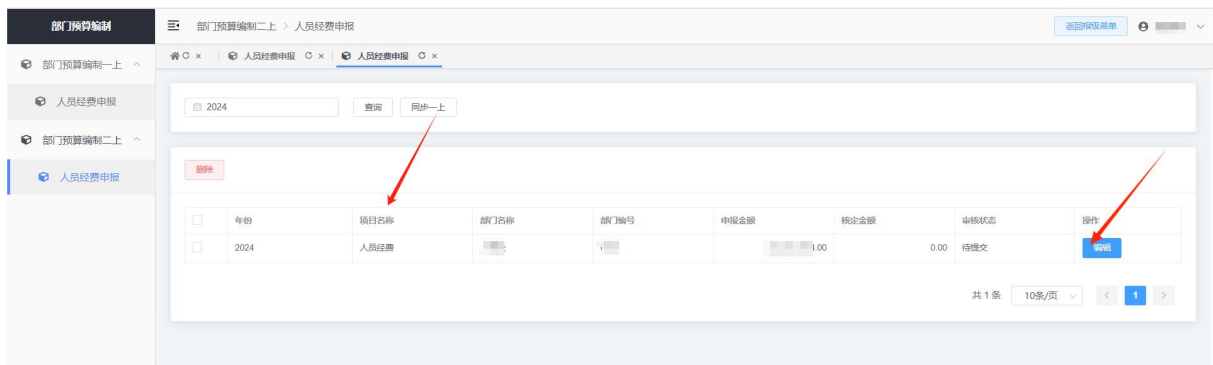 部门预算编制
部门预算编制二上 > 人员经费申报
返回报级菜单
部门预算编制一上
人员经费申报
人员经费申报
人员经费申报
2024
查询
同步一上
部门预算编制二上
人员经费申报
删除
年份 项目名称 部门名称 部门编号 申报金额 核定金额 审核状态 操作
2024 人员经费 .00 0.00 待提交 编辑
共 1 条 10条/页 < 1 >